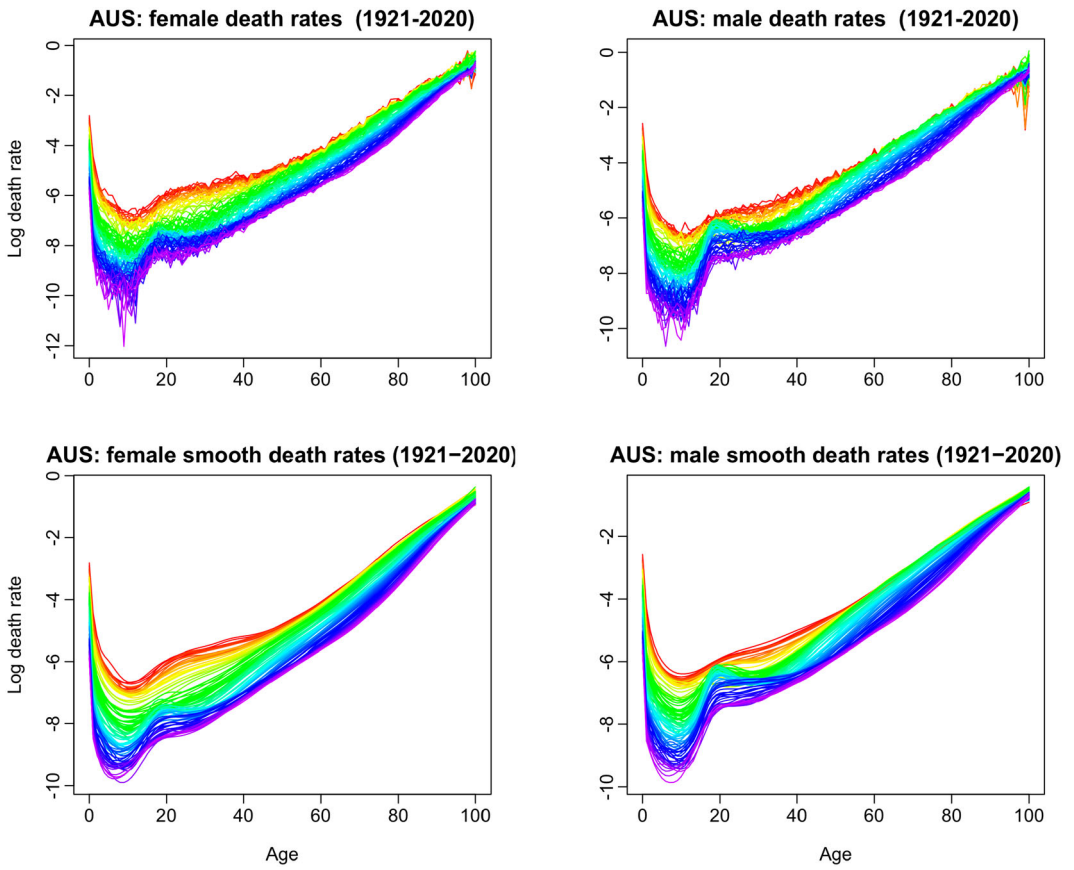 AUS: female death rates (1921-2020)
AUS: male death rates (1921-2020)
Log death rate
0
-2
-4
-6
-8
-10
-12
0 20 40 60 80 100
0
-2
-4
-6
-8
-10
0 20 40 60 80 100
AUS: female smooth death rates (1921−2020)
AUS: male smooth death rates (1921−2020)
Log death rate
0
-2
-4
-6
-8
-10
0 20 40 60 80 100
Age
-2
-4
-6
-8
-10
0 20 40 60 80 100
Age